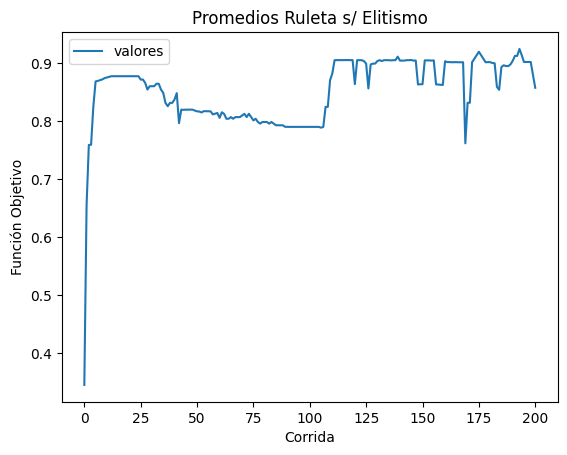 Promedios Ruleta s/ Elitismo
valores
Función Objetivo
0.9
0.8
0.7
0.6
0.5
0.4
0 25 50 75 100 125 150 175 200
Corrida